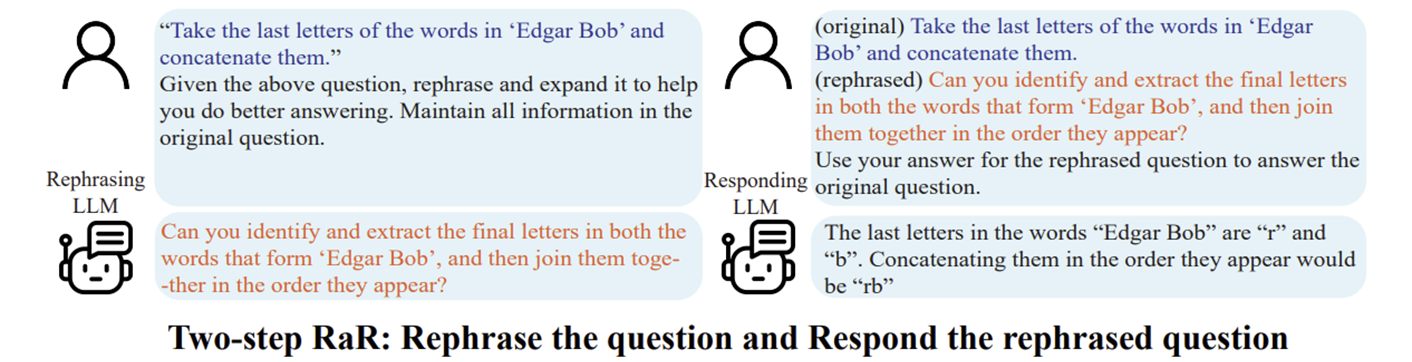 “Take the last letters of the words in ‘Edgar Bob’ and
concatenate them.”
Given the above question, rephrase and expand it to help
you do better answering. Maintain all information in the
original question.
Rephrasing
LLM
Can you identify and extract the final letters in both the
words that form ‘Edgar Bob’, and then join them toge-
-ther in the order they appear?
(original) Take the last letters of the words in ‘Edgar
Bob’ and concatenate them.
(rephrased) Can you identify and extract the final letters
in both the words that form ‘Edgar Bob’, and then join
them together in the order they appear?
Use your answer for the rephrased question to answer the
original question.
Responding
LLM
The last letters in the words “Edgar Bob” are “r” and
“b”. Concatenating them in the order they appear would
be “rb”
Two-step RaR: Rephrase the question and Respond the rephrased question